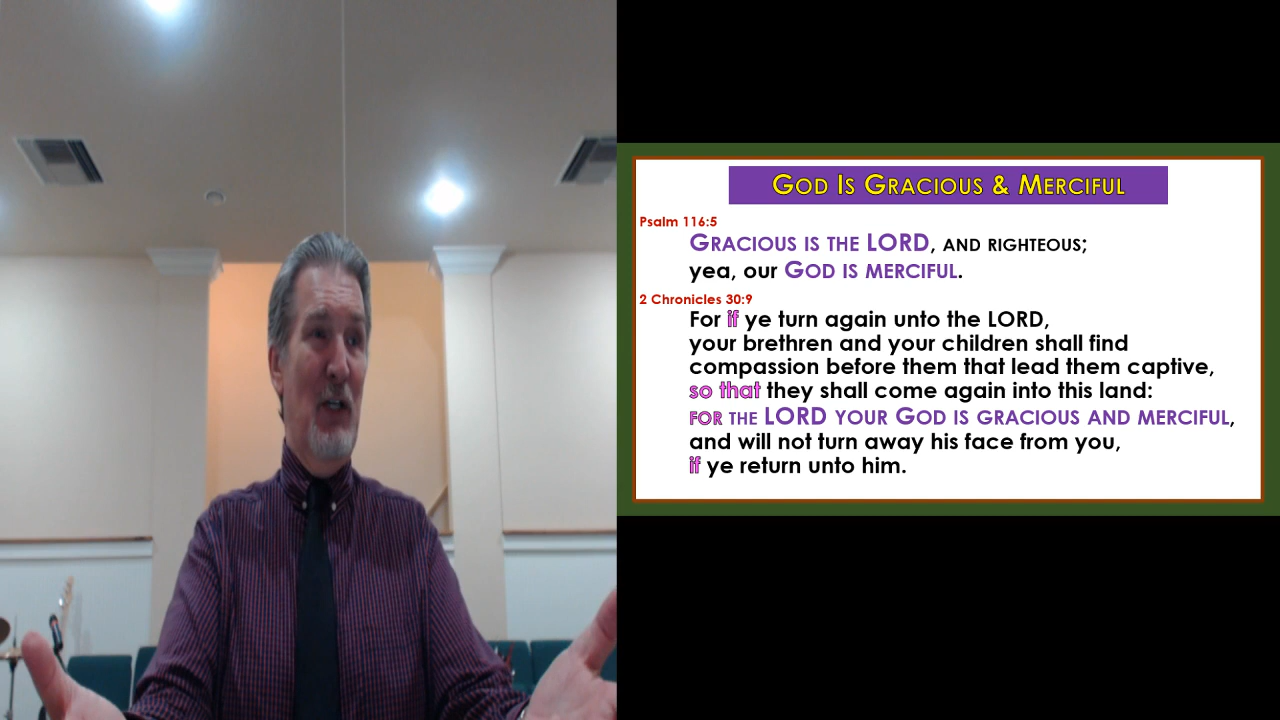 God Is Gracious & Merciful
Psalm 116:5
Gracious is the LORD, and righteous;
yea, our God is merciful.
2 Chronicles 30:9
For if ye turn again unto the LORD,
your brethren and your children shall find
compassion before them that lead them captive,
so that they shall come again into this land:
for the LORD your God is gracious and merciful,
and will not turn away his face from you,
if ye return unto him.